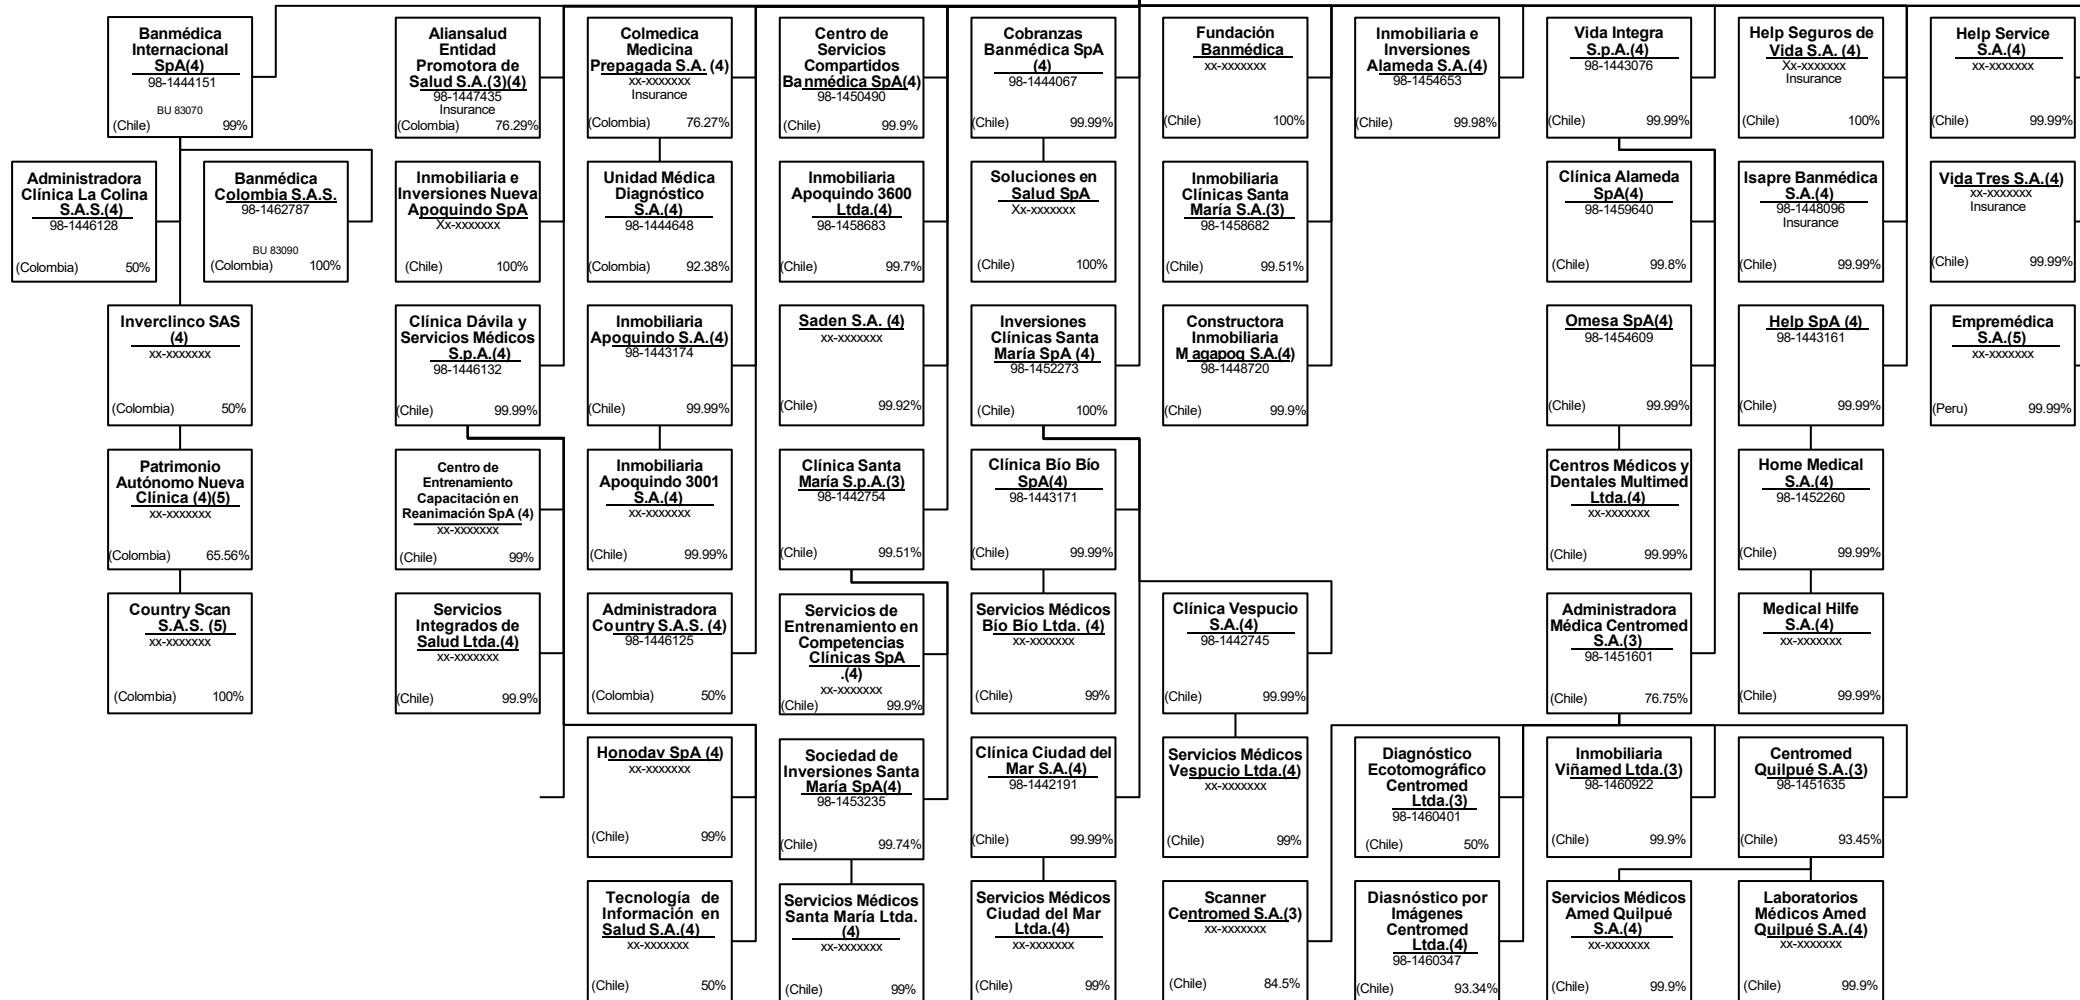 Banmédica
Internacional
SpA(4)
98-1444151
BU 83070
(Chile) 99%
Aliansalud
Entidad
Promotora de
Salud S.A.(3)(4)
98-1447435
Insurance
(Colombia) 76.29%
Colmedica
Medicina
Prepagada S.A. (4)
xx-xxxxxxx
Insurance
(Colombia) 76.27%
Centro de
Servicios
Compartidos
Banmédica SpA(4)
98-1450490
(Chile) 99.9%
Cobranzas
Banmédica SpA
(4)
98-1444067
(Chile) 99.99%
Fundación
Banmédica
xx-xxxxxxx
(Chile) 100%
Inmobiliaria e
Inversiones
Alameda S.A.(4)
98-1454653
(Chile) 99.98%
Vida Integra
S.p.A.(4)
98-1443076
(Chile) 99.99%
Help Seguros de
Vida S.A. (4)
Xx-xxxxxxx
Insurance
(Chile) 100%
Help Service
S.A.(4)
xx-xxxxxxx
(Chile) 99.99%
Administradora
Clínica La Colina
S.A.S.(4)
98-1446128
(Colombia) 50%
Banmédica
Colombia S.A.S.
98-1462787
BU 83090
(Colombia) 100%
Inmobiliaria e
Inversiones Nueva
Apoquindo SpA
Xx-xxxxxxx
(Chile) 100%
Unidad Médica
Diagnóstico
S.A.(4)
98-1444648
(Colombia) 92.38%
Inmobiliaria
Apoquindo 3600
Ltda.(4)
98-1458683
(Chile) 99.7%
Soluciones en
Salud SpA
Xx-xxxxxxx
(Chile) 100%
Inmobiliaria
Clínicas Santa
María S.A.(3)
98-1458682
(Chile) 99.51%
Clínica Alameda
SpA(4)
98-1459640
(Chile) 99.8%
Isapre Banmédica
S.A.(4)
98-1448096
Insurance
(Chile) 99.99%
Vida Tres S.A.(4)
xx-xxxxxxx
Insurance
(Chile) 99.99%
Inverclinco SAS
(4)
xx-xxxxxxx
(Colombia) 50%
Clínica Dávila y
Servicios Médicos
S.p.A.(4)
98-1446132
(Chile) 99.99%
Inmobiliaria
Apoquindo S.A.(4)
98-1443174
(Chile) 99.99%
Saden S.A. (4)
xx-xxxxxxx
(Chile) 99.92%
Inversiones
Clínicas Santa
María SpA (4)
98-1452273
(Chile) 100%
Constructora
Inmobiliaria
Magapoq S.A.(4)
98-1448720
(Chile) 99.9%
Omesa SpA(4)
98-1454609
(Chile) 99.99%
Help SpA (4)
98-1443161
(Chile) 99.99%
Empremédica
S.A.(5)
xx-xxxxxxx
(Peru) 99.99%
Patrimonio
Autónomo Nueva
Clínica (4)(5)
xx-xxxxxxx
(Colombia) 65.56%
Centro de
Entrenamiento
Capacitación en
Reanimación SpA (4)
xx-xxxxxxx
(Chile) 99%
Inmobiliaria
Apoquindo 3001
S.A.(4)
xx-xxxxxxx
(Chile) 99.99%
Clínica Santa
María S.p.A.(3)
98-1442754
(Chile) 99.51%
Clínica Bío Bío
SpA(4)
98-1443171
(Chile) 99.99%
Centros Médicos y
Dentales Multimed
Ltda.(4)
xx-xxxxxxx
(Chile) 99.99%
Home Medical
S.A.(4)
98-1452260
(Chile) 99.99%
Country Scan
S.A.S. (5)
xx-xxxxxxx
(Colombia) 100%
Servicios
Integrados de
Salud Ltda.(4)
xx-xxxxxxx
(Chile) 99.9%
Administradora
Country S.A.S. (4)
98-1446125
(Colombia) 50%
Servicios de
Entrenamiento en
Competencias
Clínicas SpA
.(4)
xx-xxxxxxx
(Chile) 99.9%
Servicios Médicos
Bío Bío Ltda. (4)
xx-xxxxxxx
(Chile) 99%
Clínica Vespucio
S.A.(4)
98-1442745
(Chile) 99.99%
Administradora
Médica Centromed
S.A.(3)
98-1451601
(Chile) 76.75%
Medical Hilfe
S.A.(4)
xx-xxxxxxx
(Chile) 99.99%
Honodav SpA (4)
xx-xxxxxxx
(Chile) 99%
Sociedad de
Inversiones Santa
María SpA(4)
98-1453235
(Chile) 99.74%
Clínica Ciudad del
Mar S.A.(4)
98-1442191
(Chile) 99.99%
Servicios Médicos
Vespucio Ltda.(4)
xx-xxxxxxx
(Chile) 99%
Diagnóstico
Ecotomográfico
Centromed
Ltda.(3)
98-1460401
(Chile) 50%
Inmobiliaria
Viñamed Ltda.(3)
98-1460922
(Chile) 99.9%
Centromed
Quilpué S.A.(3)
98-1451635
(Chile) 93.45%
Tecnología de
Información en
Salud S.A.(4)
xx-xxxxxxx
(Chile) 50%
Servicios Médicos
Santa María Ltda.
(4)
xx-xxxxxxx
(Chile) 99%
Servicios Médicos
Ciudad del Mar
Ltda.(4)
xx-xxxxxxx
(Chile) 99%
Scanner
Centromed S.A.(3)
xx-xxxxxxx
(Chile) 84.5%
Diasnóstico por
Imágenes
Centromed
Ltda.(4)
98-1460347
(Chile) 93.34%
Servicios Médicos
Amed Quilpué
S.A.(4)
xx-xxxxxxx
(Chile) 99.9%
Laboratorios
Médicos Amed
Quilpué S.A.(4)
xx-xxxxxxx
(Chile) 99.9%